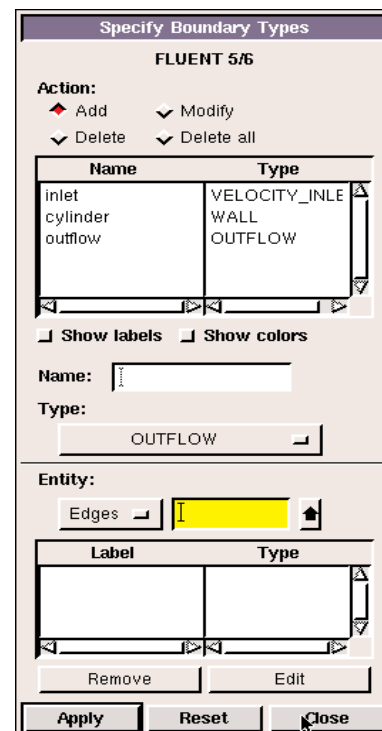 Specify Boundary Types
FLUENT 5/6
Action:
Add Modify
Delete Delete all
Name Type
inlet VELOCITY_INLE
cylinder WALL
outflow OUTFLOW
Show labels Show colors
Name:
Type:
OUTFLOW
Entity:
Edges
Label Type
Remove Edit
Apply Reset Close